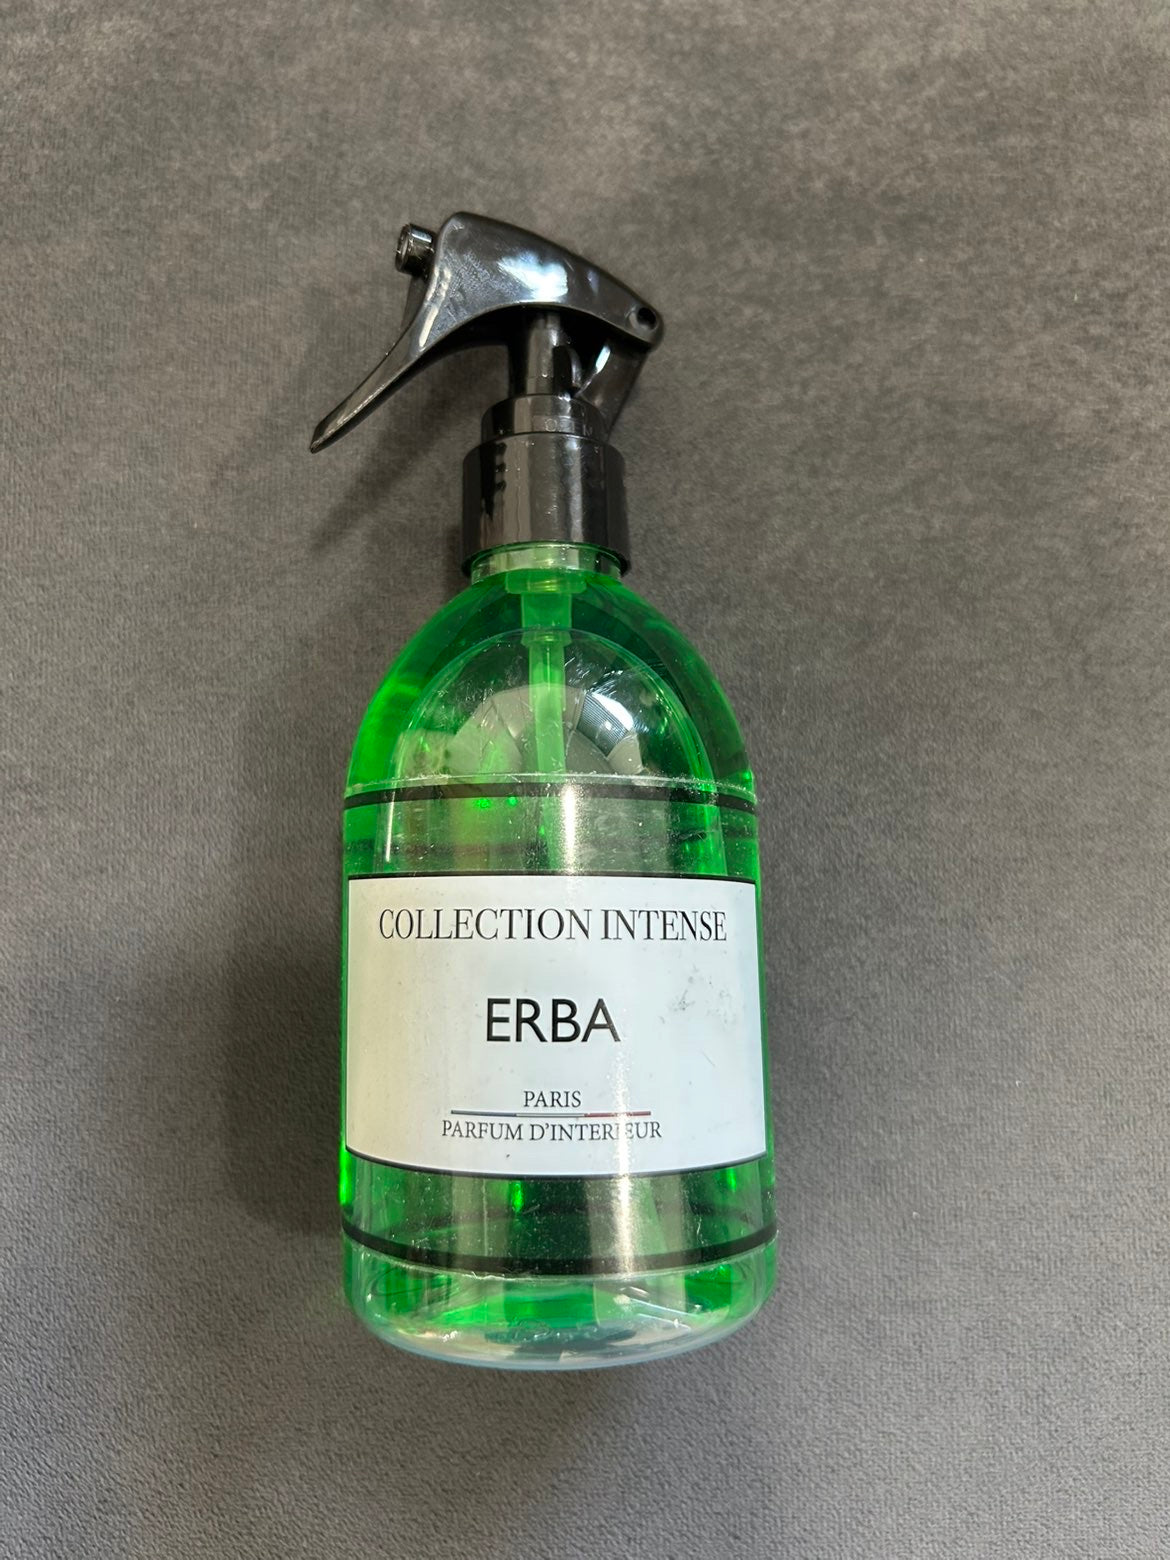 COLLECTION INTENSE
ERBA
PARIS
PARFUM D'INTERIEUR